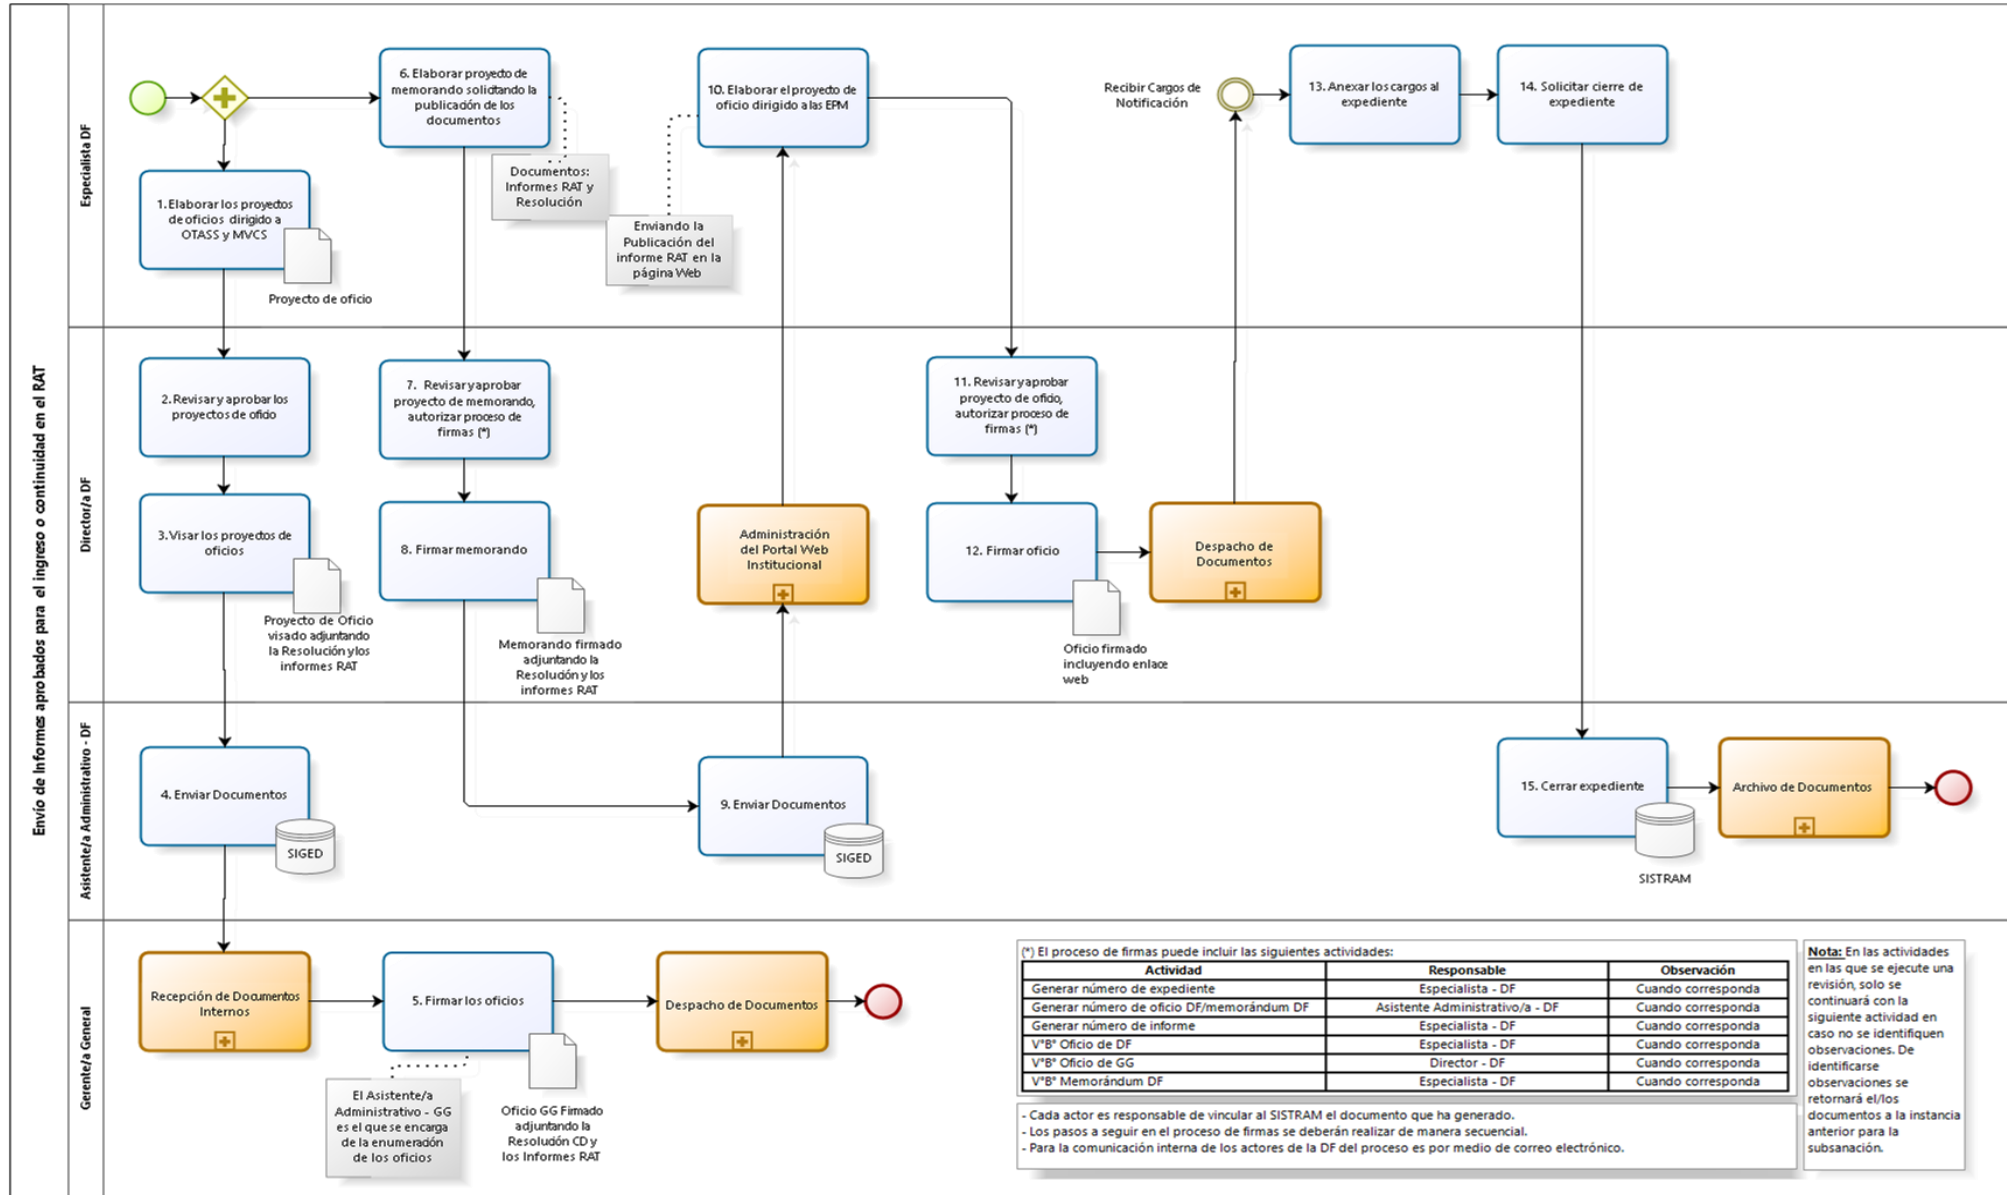 Envío de Informes aprobados para el ingreso o continuidad en el RAT
Especialista DF
6. Elaborar proyecto de
memorando solicitando la
publicación de los
documentos
Documentos:
Informes RAT y
Resolución
1. Elaborar los proyectos
de oficios dirigido a
OTASS y MVCS
Proyecto de oficio
10. Elaborar el proyecto de
oficio dirigido a las EPM
Enviando la
Publicación del
informe RAT en la
página Web
Recibir Cargos de
Notificación
13. Anexar los cargos al
expediente
14. Solicitar cierre de
expediente
Director/a DF
2. Revisar y aprobar los
proyectos de oficio
3. Visar los proyectos de
oficios
Proyecto de Oficio
visado adjuntando
la Resolución y los
informes RAT
7. Revisar y aprobar
proyecto de memorando,
autorizar proceso de
firmas (*)
8. Firmar memorando
Memorando firmado
adjuntando la
Resolución y los
informes RAT
Administración
del Portal Web
Institucional
11. Revisar y aprobar
proyecto de oficio,
autorizar proceso de
firmas (*)
12. Firmar oficio
Oficio firmado
incluyendo enlace
web
Despacho de
Documentos
Asistente/a Administrativo - DF
4. Enviar Documentos
SIGED
9. Enviar Documentos
SIGED
15. Cerrar expediente
SISTRAM
Archivo de Documentos
Gerente/a General
Recepción de Documentos
Internos
5. Firmar los oficios
El Asistente/a
Administrativo - GG
es el que se encarga
de la enumeración
de los oficios
Oficio GG Firmado
adjuntando la
Resolución CD y
los Informes RAT
Despacho de Documentos
(*) El proceso de firmas puede incluir las siguientes actividades:
Actividad Responsable Observación
Generar número de expediente Especialista - DF Cuando corresponda
Generar número de oficio DF/memorándum DF Asistente Administrativo/a - DF Cuando corresponda
Generar número de informe Especialista - DF Cuando corresponda
V°B° Oficio de DF Especialista - DF Cuando corresponda
V°B° Oficio de GG Director - DF Cuando corresponda
V°B° Memorándum DF Especialista - DF Cuando corresponda
- Cada actor es responsable de vincular al SISTRAM el documento que ha generado.
- Los pasos a seguir en el proceso de firmas se deberán realizar de manera secuencial.
- Para la comunicación interna de los actores de la DF del proceso es por medio de correo electrónico.
Nota: En las actividades
en las que se ejecute una
revisión, solo se
continuará con la
siguiente actividad en
caso no se identifiquen
observaciones. De
identificarse
observaciones se
retornará el/los
documentos a la instancia
anterior para la
subsanación.